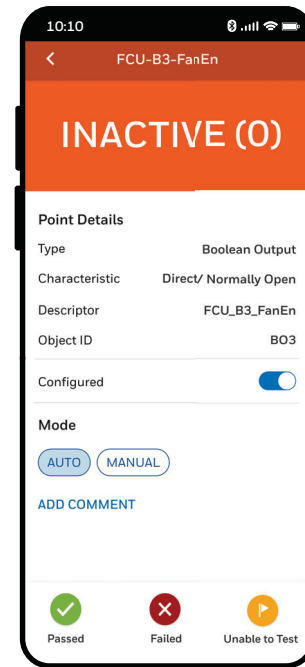 10:10
FCU-B3-FanEn
INACTIVE (0)
Point Details
Type Boolean Output
Characteristic Direct/ Normally Open
Descriptor FCU_B3_FanEn
Object ID BO3
Configured
Mode
AUTO MANUAL
ADD COMMENT
Passed Failed Unable to Test